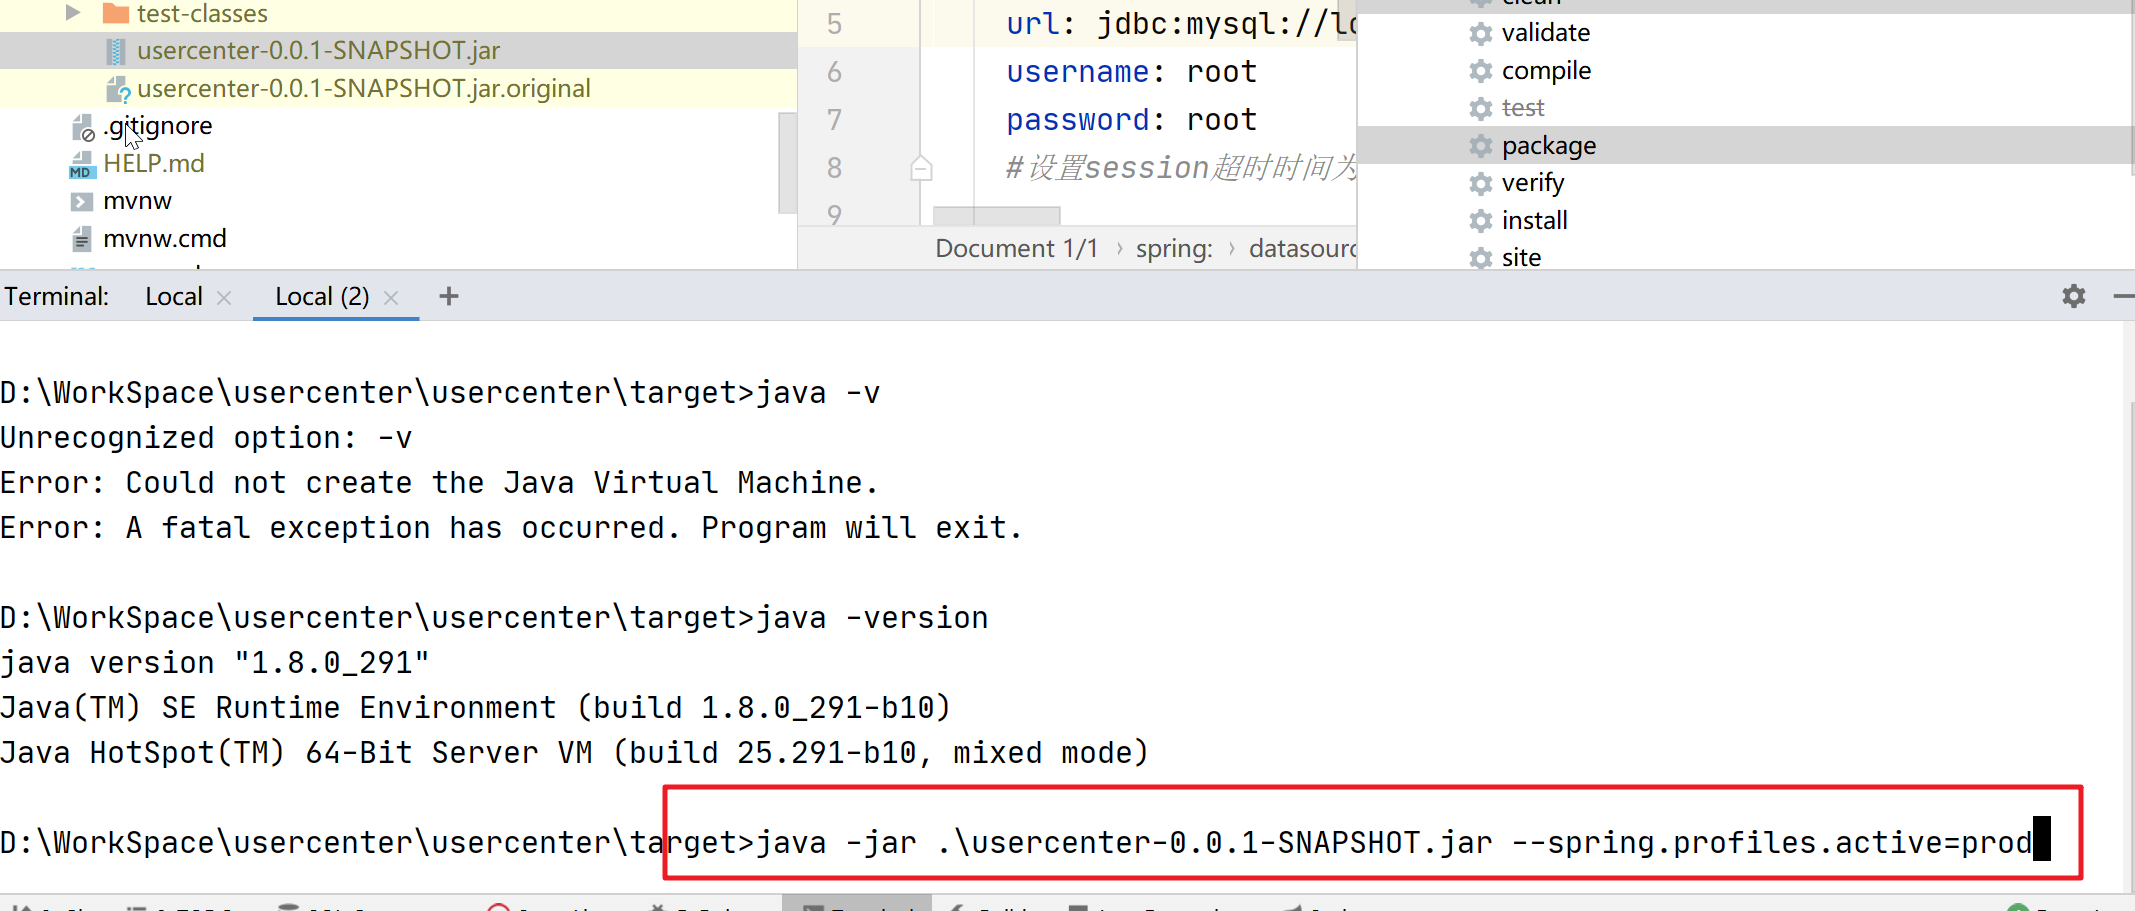 test-classes
usercenter-0.0.1-SNAPSHOT.jar
usercenter-0.0.1-SNAPSHOT.jar.original
.gitignore
HELP.md
mvnw
mvnw.cmd
5 url: jdbc:mysql://lo
6 username: root
7 password: root
8 #设置session超时时间为
9
Document 1/1 › spring: › datasourc
clean
validate
compile
test
package
verify
install
site
Terminal: Local Local (2)
D:\WorkSpace\usercenter\usercenter\target>java -v
Unrecognized option: -v
Error: Could not create the Java Virtual Machine.
Error: A fatal exception has occurred. Program will exit.
D:\WorkSpace\usercenter\usercenter\target>java -version
java version "1.8.0_291"
Java(TM) SE Runtime Environment (build 1.8.0_291-b10)
Java HotSpot(TM) 64-Bit Server VM (build 25.291-b10, mixed mode)
D:\WorkSpace\usercenter\usercenter\target>java -jar .\usercenter-0.0.1-SNAPSHOT.jar --spring.profiles.active=prod